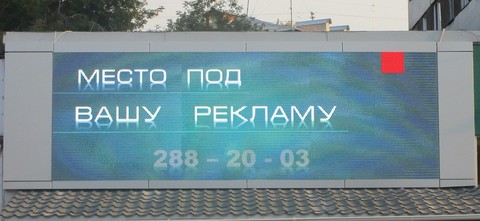 МЕСТО ПОД
ВАШУ РЕКЛАМУ
288 – 20 - 03